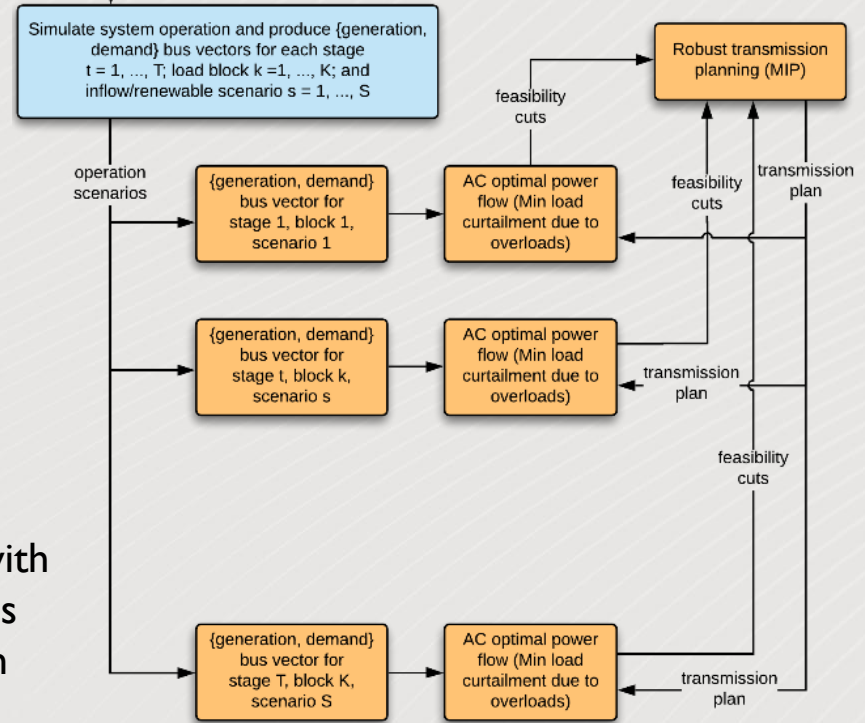 Simulate system operation and produce {generation,
demand} bus vectors for each stage
t = 1, ..., T; load block k =1, ..., K; and
inflow/renewable scenario s = 1, ..., S
Robust transmission
planning (MIP)
feasibility
cuts
operation
scenarios
{generation, demand}
bus vector for
stage 1, block 1,
scenario 1
AC optimal power
flow (Min load
curtailment due to
overloads)
feasibility
cuts
transmission
plan
{generation, demand}
bus vector for
stage t, block k,
scenario s
AC optimal power
flow (Min load
curtailment due to
overloads)
transmission
plan
feasibility
cuts
{generation, demand}
bus vector for
stage T, block K,
scenario S
AC optimal power
flow (Min load
curtailment due to
overloads)
transmission
plan